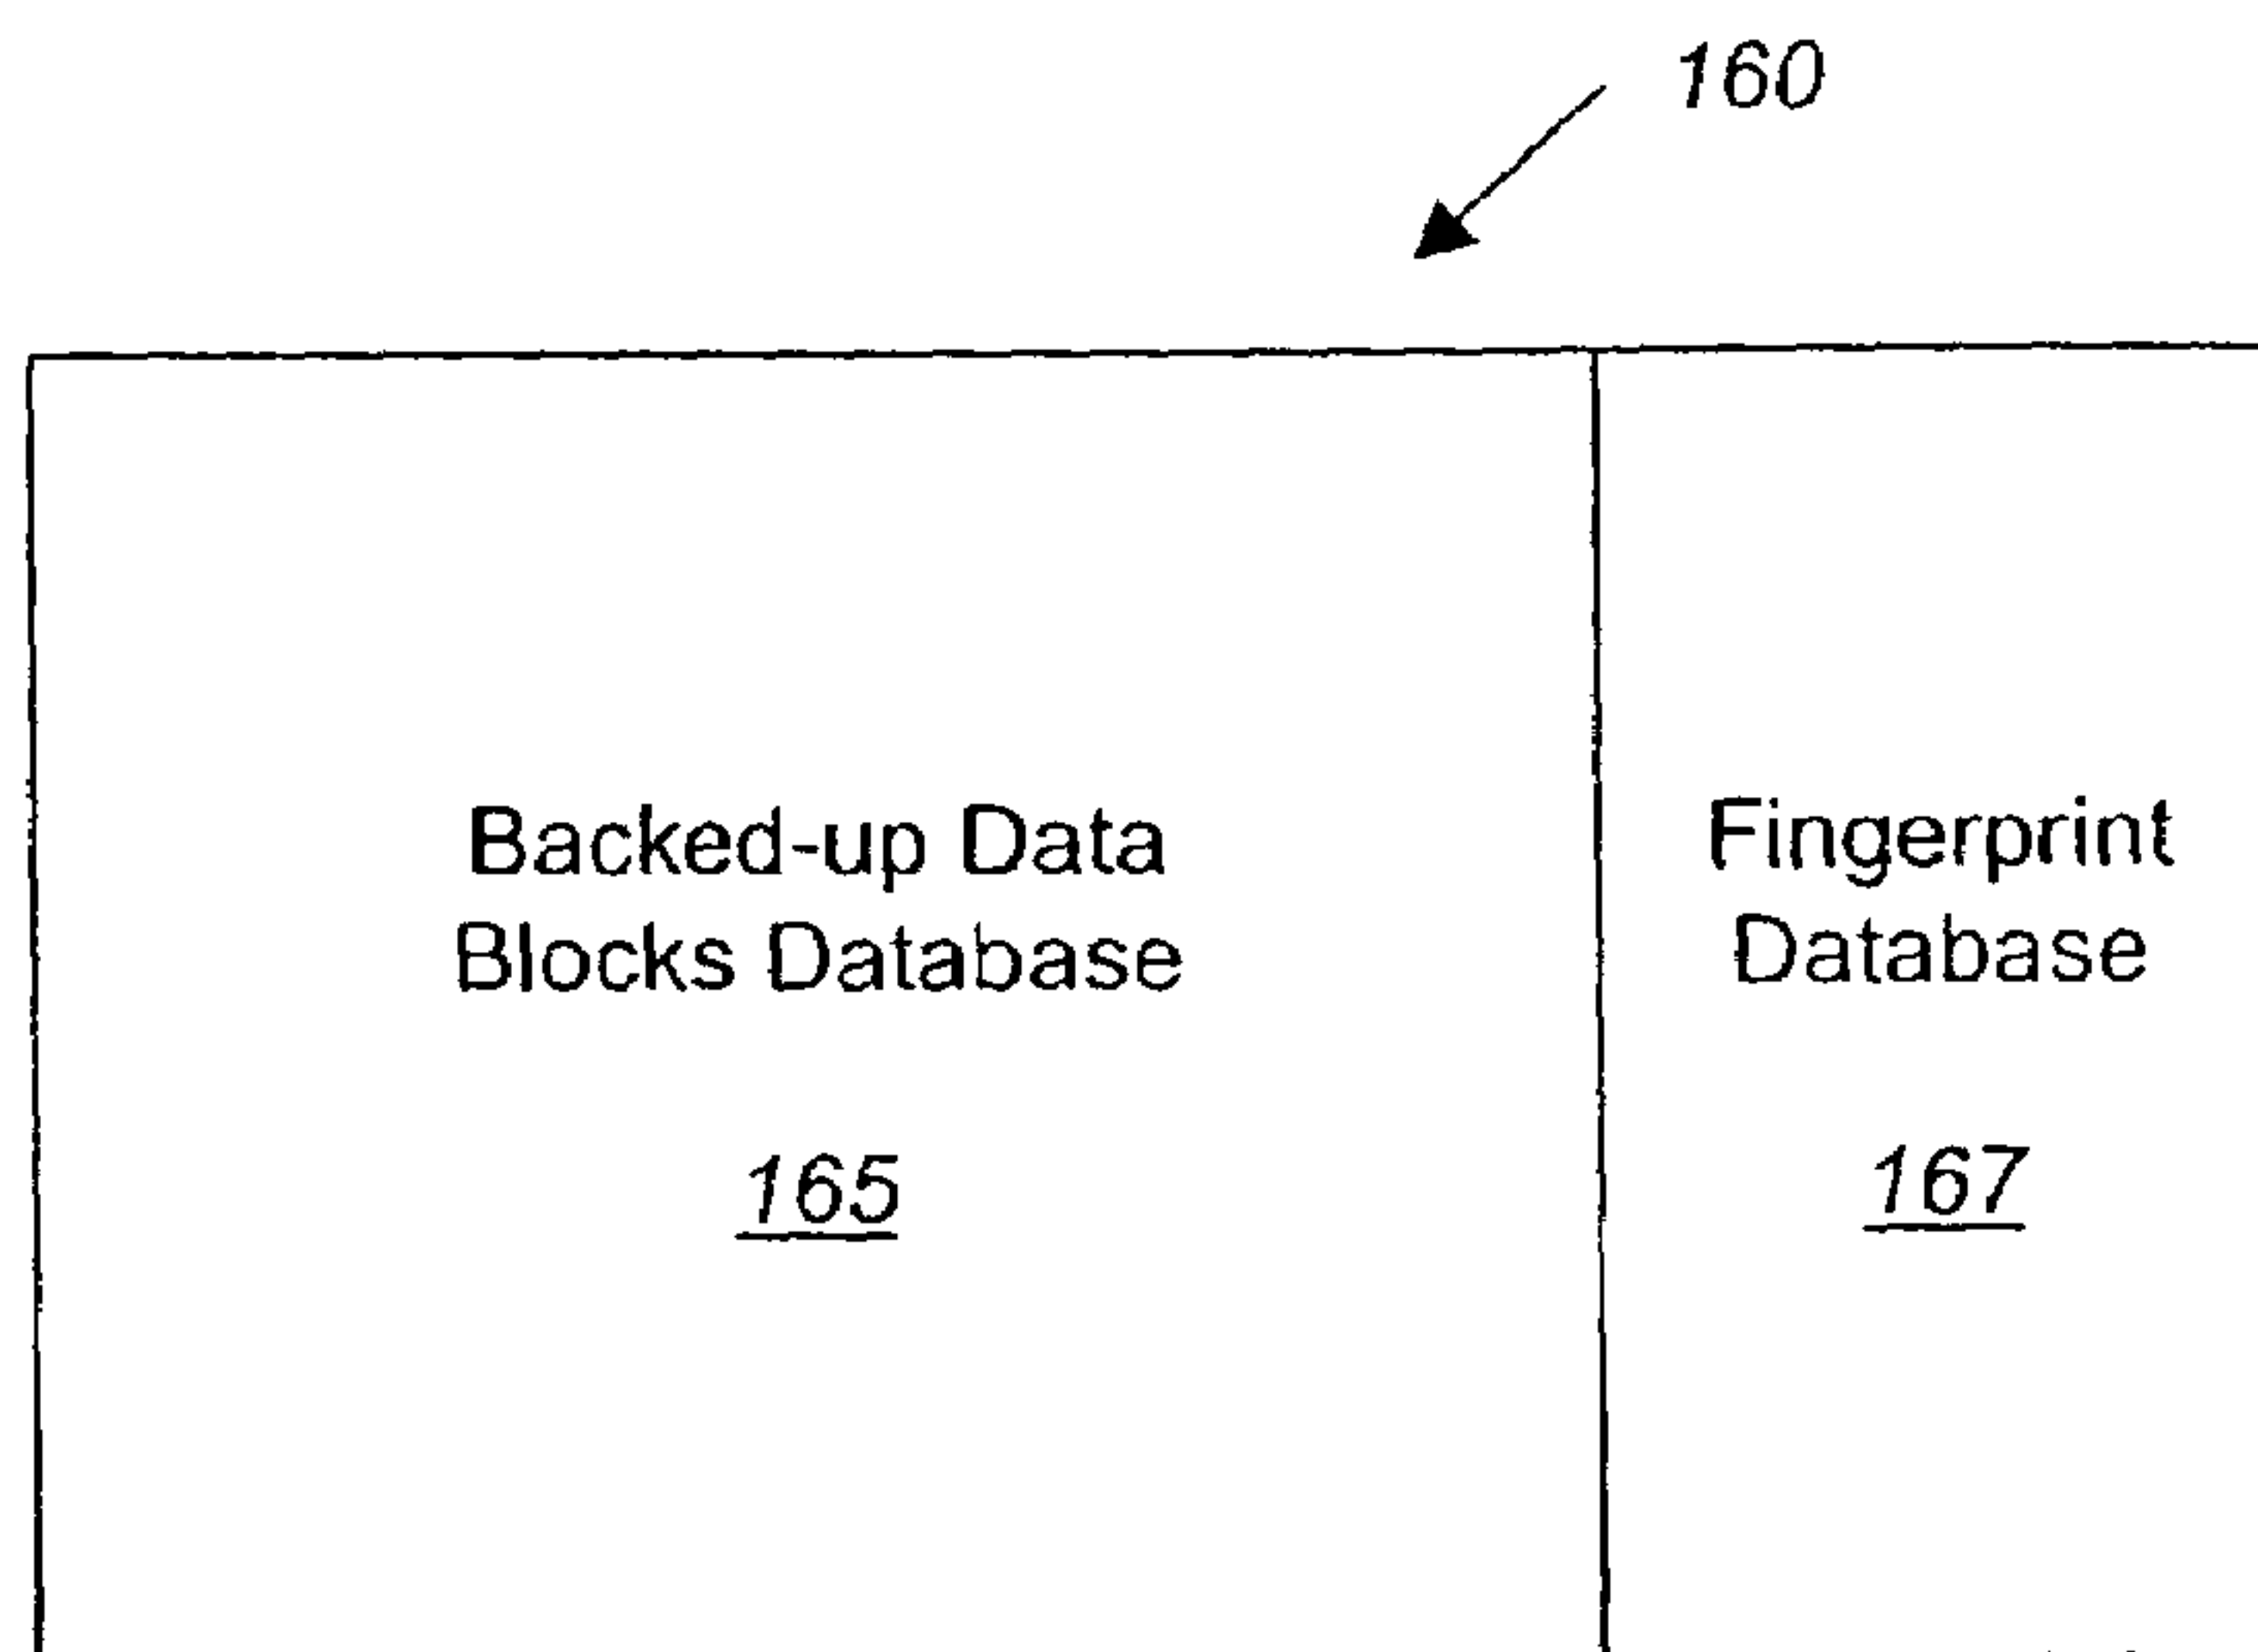 160
Backed-up Data
Blocks Database
165
Fingerprint
Database
167